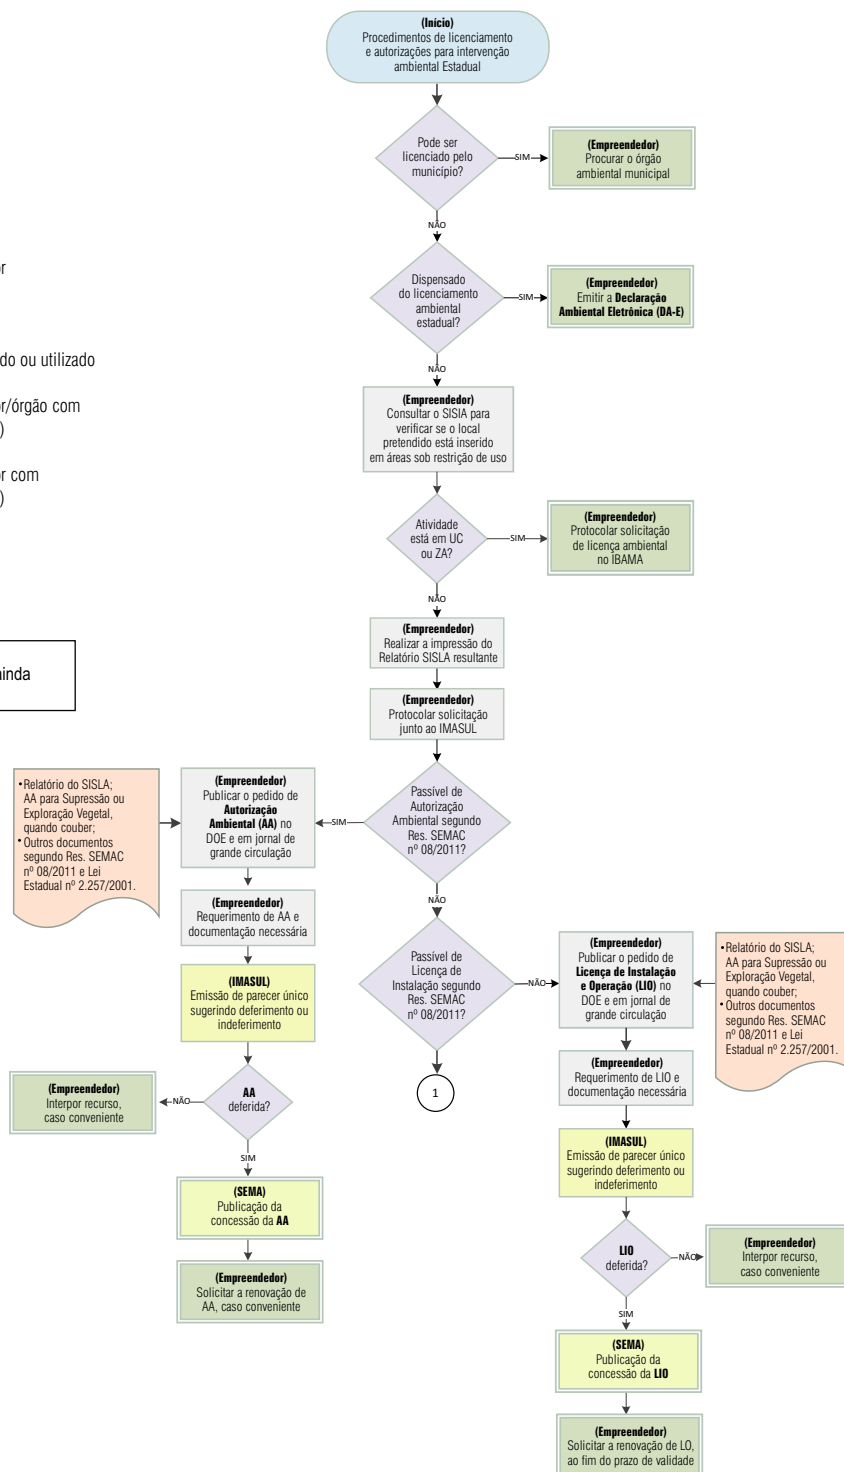 (Início)
Procedimentos de licenciamento
e autorizações para intervenção
ambiental Estadual
Pode ser
licenciado pelo
município?
SIM
(Empreendedor)
Procurar o órgão
ambiental municipal
NÃO
or
Dispensado
do licenciamento
ambiental
estadual?
SIM
(Empreendedor)
Emitir a Declaração
Ambiental Eletrônica (DA-E)
do ou utilizado
NÃO
or/órgão com
)
(Empreendedor)
Consultar o SISIA para
verificar se o local
pretendido está inserido
em áreas sob restrição de uso
or com
)
Atividade
está em UC
ou ZA?
SIM
(Empreendedor)
Protocolar solicitação
de licença ambiental
no IBAMA
NÃO
(Empreendedor)
Realizar a impressão do
Relatório SISLA resultante
ainda
(Empreendedor)
Protocolar solicitação
junto ao IMASUL
•Relatório do SISLA;
AA para Supressão ou
Exploração Vegetal,
quando couber;
•Outros documentos
segundo Res. SEMAC
nº 08/2011 e Lei
Estadual nº 2.257/2001.
(Empreendedor)
Publicar o pedido de
Autorização
Ambiental (AA) no
DOE e em jornal de
grande circulação
SIM
Passível de
Autorização
Ambiental segundo
Res. SEMAC
nº 08/2011?
NÃO
(Empreendedor)
Requerimento de AA e
documentação necessária
Passível de
Licença de
Instalação segundo
Res. SEMAC
nº 08/2011?
NÃO
(Empreendedor)
Publicar o pedido de
Licença de Instalação
e Operação (LIO) no
DOE e em jornal de
grande circulação
•Relatório do SISLA;
AA para Supressão ou
Exploração Vegetal,
quando couber;
•Outros documentos
segundo Res. SEMAC
nº 08/2011 e Lei
Estadual nº 2.257/2001.
(IMASUL)
Emissão de parecer único
sugerindo deferimento ou
indeferimento
1
(Empreendedor)
Requerimento de LIO e
documentação necessária
(Empreendedor)
Interpor recurso,
caso conveniente
NÃO
AA
deferida?
SIM
(IMASUL)
Emissão de parecer único
sugerindo deferimento ou
indeferimento
(SEMA)
Publicação da
concessão da AA
LIO
deferida?
NÃO
(Empreendedor)
Interpor recurso,
caso conveniente
(Empreendedor)
Solicitar a renovação de
AA, caso conveniente
SIM
(SEMA)
Publicação da
concessão da LIO
(Empreendedor)
Solicitar a renovação de LO,
ao fim do prazo de validade